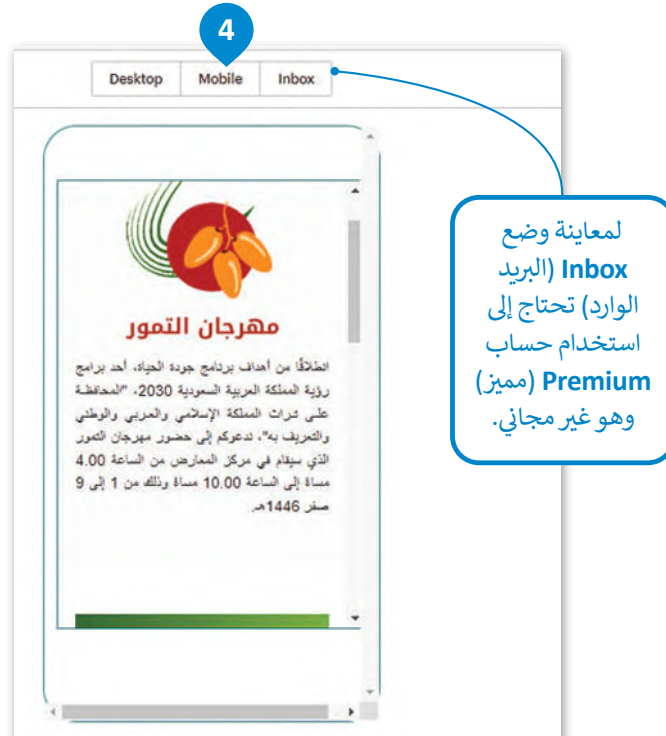 4
Desktop Mobile Inbox
مهرجان التمور
انطلاقًا من أهداف برنامج جودة الحياة، أحد برامج
رؤية المملكة العربية السعودية 2030، "المحافظة
على تراث المملكة الإسلامي والعربي والوطني
والتعريف به"، ندعوكم إلى حضور مهرجان التمور
الذي سيقام في مركز المعارض من الساعة 4.00
مساءً إلى الساعة 10.00 مساءً وذلك من 1 إلى 9
صفر 1446هـ.
لمعاينة وضع
Inbox (البريد
الوارد) تحتاج إلى
استخدام حساب
Premium (مميز)
وهو غير مجاني.